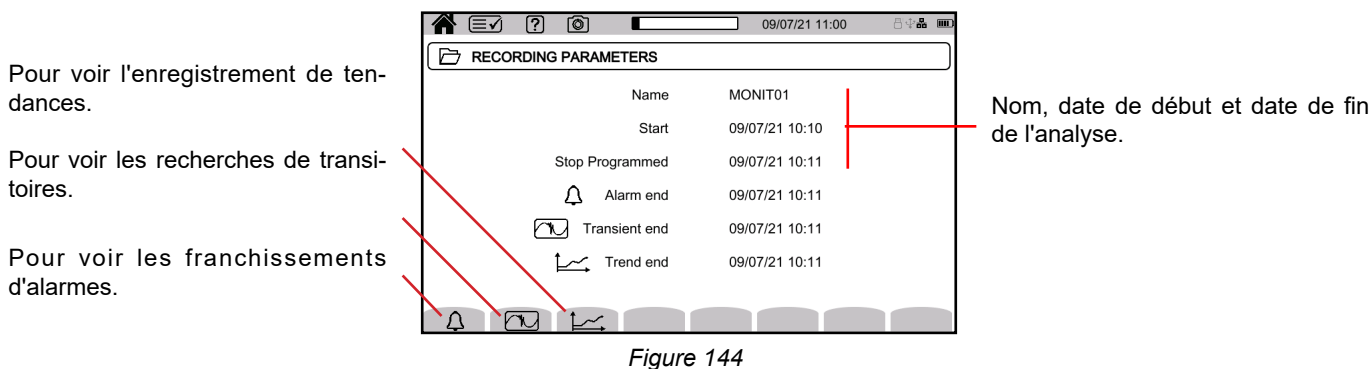 09/07/21 11:00
RECORDING PARAMETERS
Pour voir l'enregistrement de ten-
dances.
Pour voir les recherches de transi-
toires.
Pour voir les franchissements
d'alarmes.
Name MONIT01
Start 09/07/21 10:10
Stop Programmed 09/07/21 10:11
Alarm end 09/07/21 10:11
Transient end 09/07/21 10:11
Trend end 09/07/21 10:11
Nom, date de début et date de fin
de l'analyse.
Figure 144